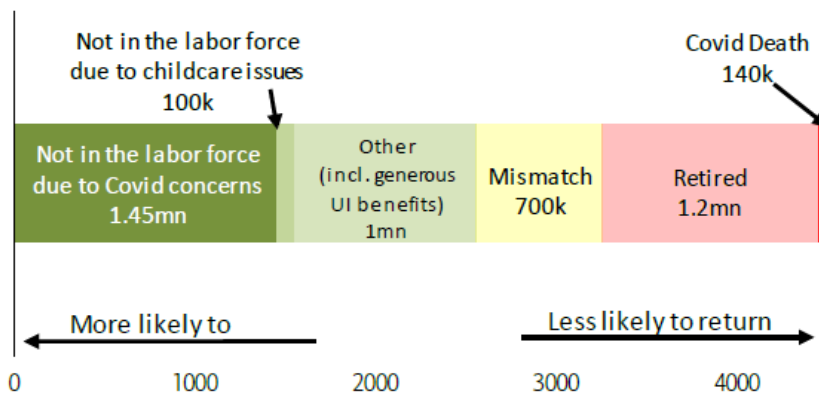 Not in the labor force
due to childcare issues
100k
Covid Death
140k
Not in the labor force
due to Covid concerns
1.45mn
Other
(incl. generous
UI benefits)
1mn
Mismatch
700k
Retired
1.2mn
More likely to
Less likely to return
0 1000 2000 3000 4000